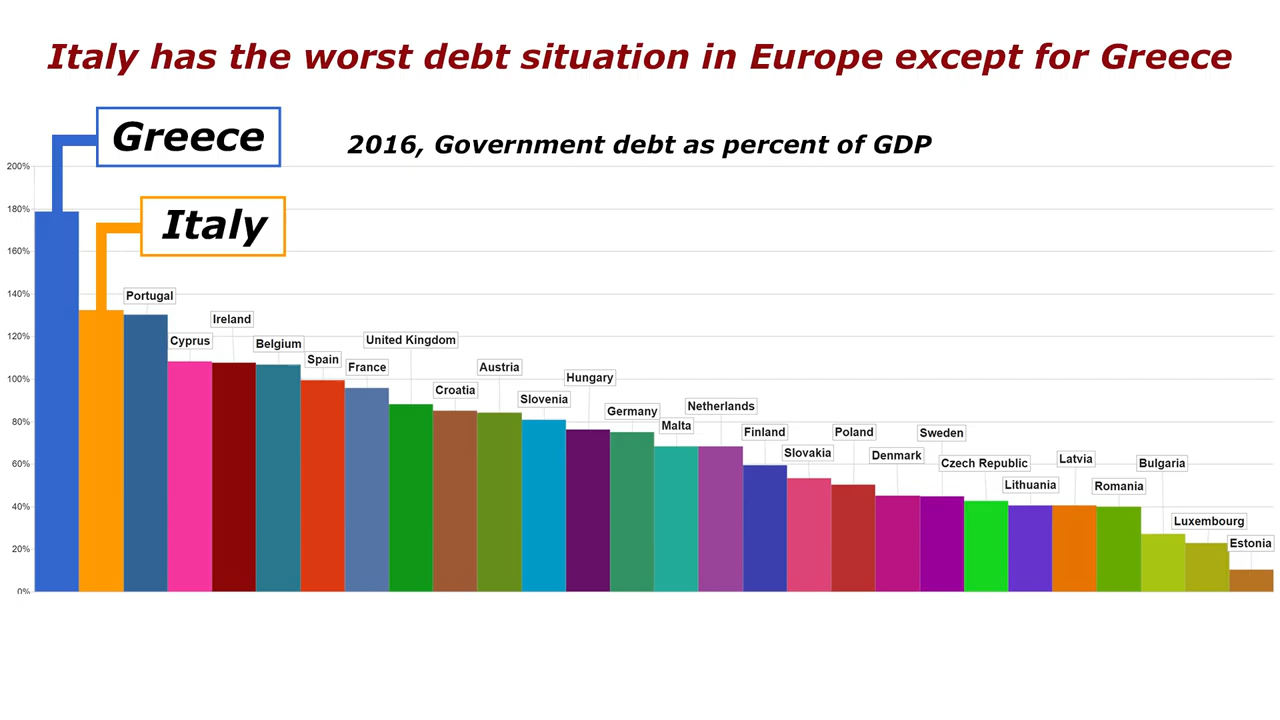 Italy has the worst debt situation in Europe except for Greece
Greece
2016, Government debt as percent of GDP
200%
180%
Italy
160%
140%
Portugal
Ireland
120%
Cyprus
Belgium
United Kingdom
Spain
France
Austria
100%
Hungary
Croatia
Slovenia
Netherlands
Germany
80%
Malta
Finland
Poland
Sweden
Slovakia
Denmark
60%
Czech Republic
Latvia
Bulgaria
Lithuania
Romania
40%
Luxembourg
Estonia
20%
0%